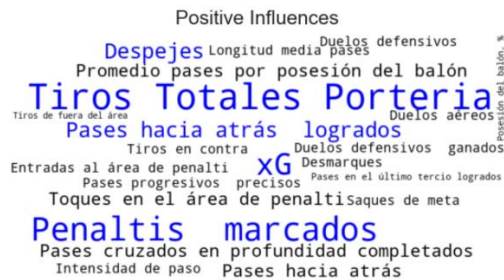 Positive Influences
Duelos defensivos
Despejes Longitud media pases
Promedio pases por posesión del balón
Posesión del balón, %
Tiros Totales Porteria
Tiros de fuera del área
Duelos aéreos
Pases hacia atrás logrados
Tiros en contra
Duelos defensivos ganados
Entradas al área de penalti
xG
Desmarques
Pases progresivos precisos
Pases en el último tercio logrados
Toques en el área de penalti
Saques de meta
Penaltis marcados
Pases cruzados en profundidad completados
Intensidad de paso
Pases hacia atrás